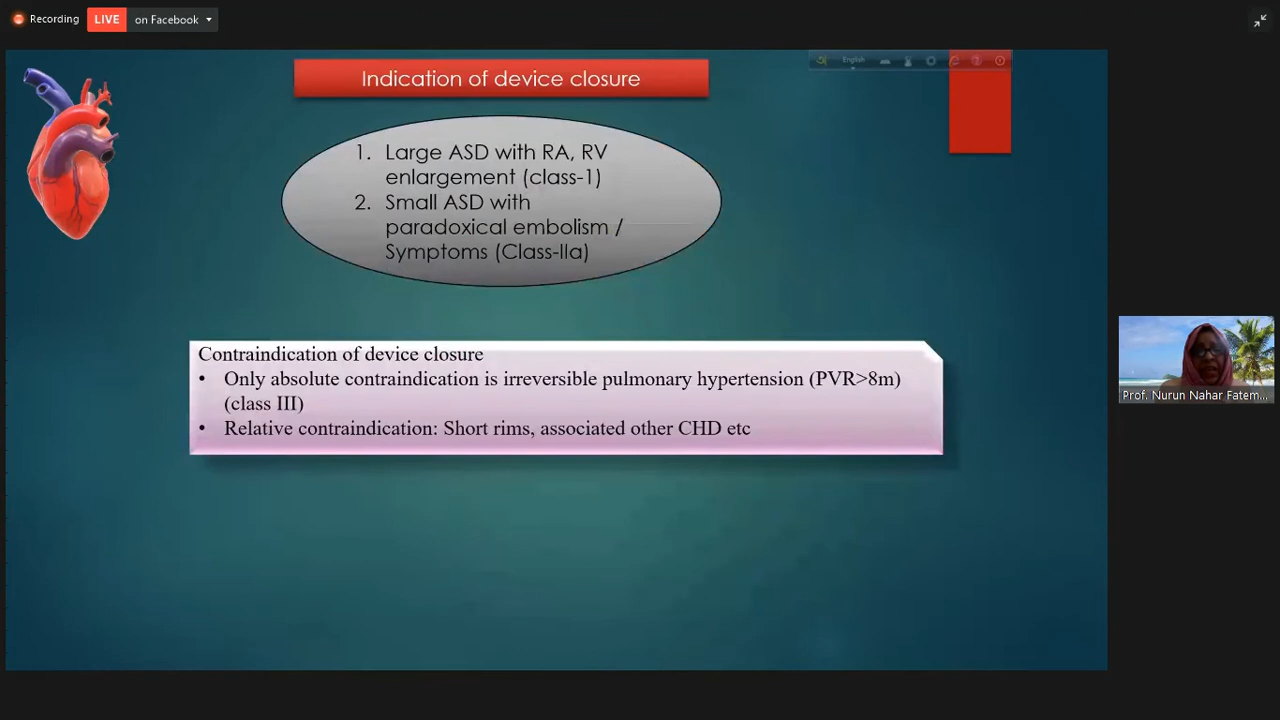 Recording
LIVE on Facebook
English
Indication of device closure
1. Large ASD with RA, RV
enlargement (class-1)
2. Small ASD with
paradoxical embolism /
Symptoms (Class-IIa)
Contraindication of device closure
• Only absolute contraindication is irreversible pulmonary hypertension (PVR>8m)
(class III)
• Relative contraindication: Short rims, associated other CHD etc
Prof. Nurun Nahar Fatem...